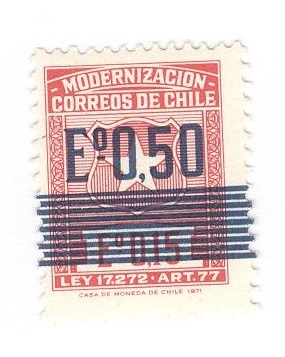 MODERNIZACION
CORREOS DE CHILE
Eº0,50
Eº0,15
LEY 17.272 · ART. 77
CASA DE MONEDA DE CHILE 1971